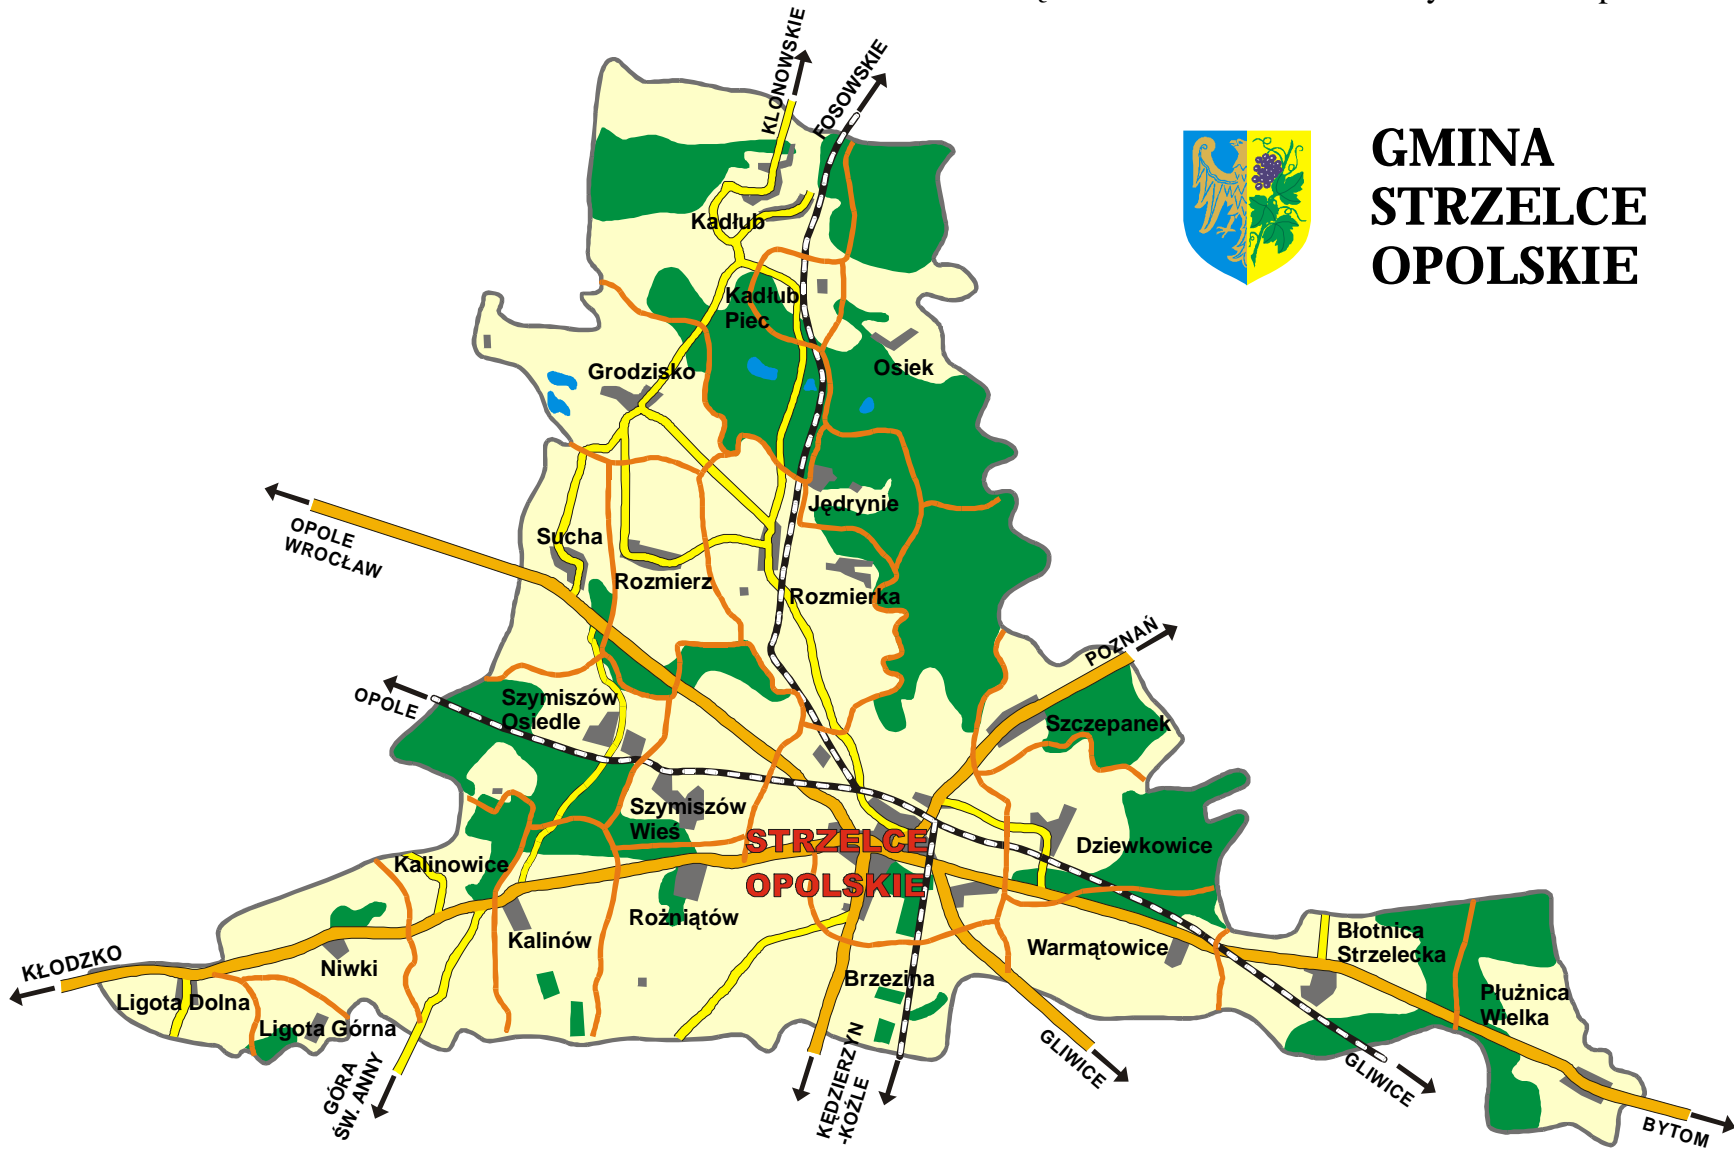 KLONOWSKIE
FOSOWSKIE
GMINA
STRZELCE
OPOLSKIE
Kadłub
Kadłub
Piec
Osiek
Grodzisko
Jędrynie
OPOLE
WROCŁAW
Sucha
Rozmierz
Rozmierka
POZNAŃ
OPOLE
Szymiszów
Osiedle
Szczepanek
Szymiszów
Wieś
STRZELCE
OPOLSKIE
Dziewkowice
Kalinowice
Rożniątów
Kalinów
Warmątowice
Błotnica
Strzelecka
KŁODZKO
Niwki
Brzezina
Płużnica
Wielka
Ligota Dolna
Ligota Górna
GÓRA
ŚW. ANNY
KĘDZIERZYN
-KOŹLE
GLIWICE
GLIWICE
BYTOM